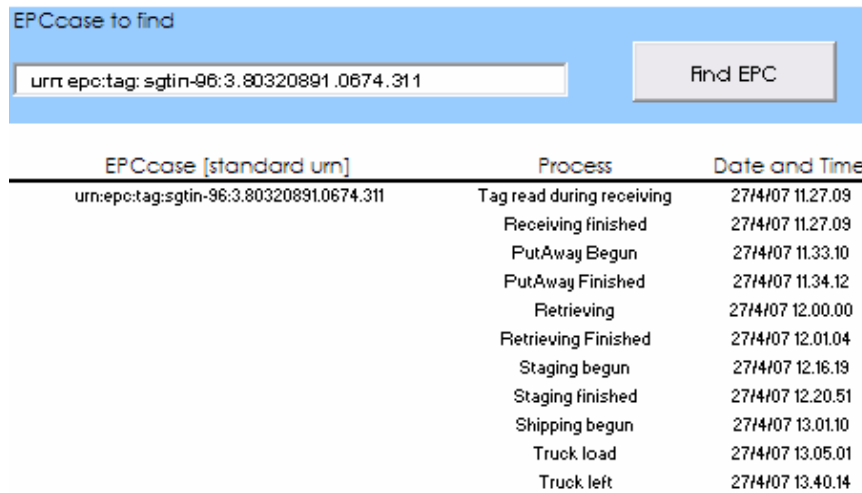 EPCcase to find
urn:epc:tag:sgtin-96:3.80320891.0674.311
Find EPC
EPCcase [standard urn] Process Date and Time
urn:epc:tag:sgtin-96:3.80320891.0674.311 Tag read during receiving 27/4/07 11.27.09
Receiving finished 27/4/07 11.27.09
PutAway Begun 27/4/07 11.33.10
PutAway Finished 27/4/07 11.34.12
Retrieving 27/4/07 12.00.00
Retrieving Finished 27/4/07 12.01.04
Staging begun 27/4/07 12.16.19
Staging finished 27/4/07 12.20.51
Shipping begun 27/4/07 13.01.10
Truck load 27/4/07 13.05.01
Truck left 27/4/07 13.40.14